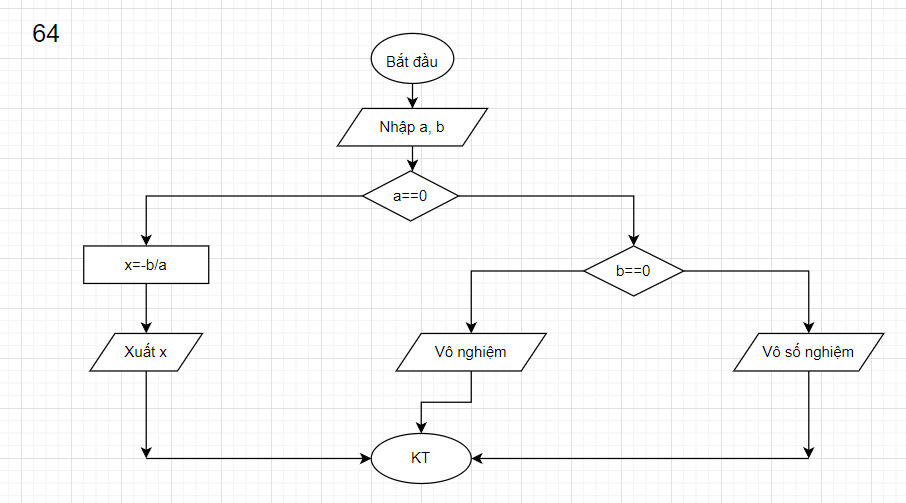 64
Bắt đầu
Nhập a, b
a==0
x=-b/a
b==0
Xuất x
Vô nghiệm
Vô số nghiệm
KT